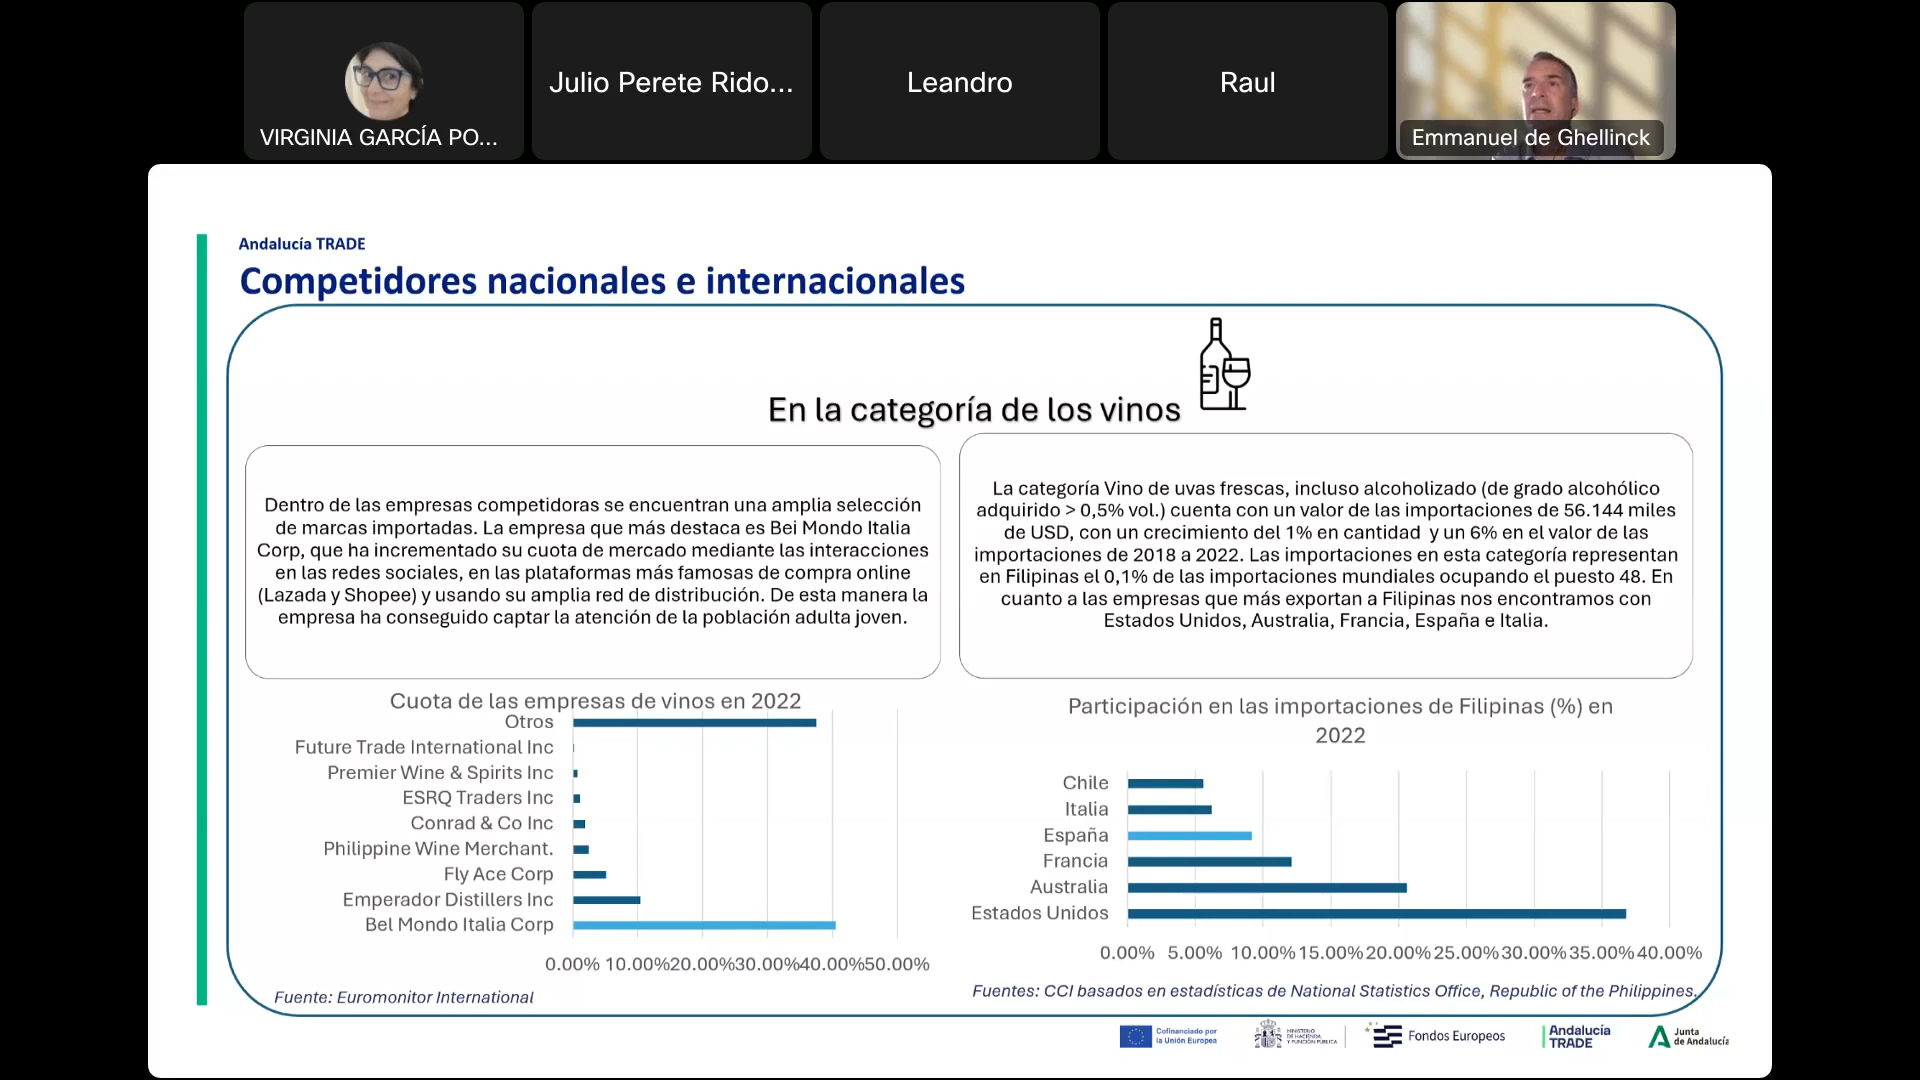 VIRGINIA GARCÍA PO...
Julio Perete Rido...
Leandro
Raul
Emmanuel de Ghellinck
Andalucía TRADE
Competidores nacionales e internacionales
En la categoría de los vinos
Dentro de las empresas competidoras se encuentran una amplia selección
de marcas importadas. La empresa que más destaca es Bei Mondo Italia
Corp, que ha incrementado su cuota de mercado mediante las interacciones
en las redes sociales, en las plataformas más famosas de compra online
(Lazada y Shopee) y usando su amplia red de distribución. De esta manera la
empresa ha conseguido captar la atención de la población adulta joven.
La categoría Vino de uvas frescas, incluso alcoholizado (de grado alcohólico
adquirido > 0,5% vol.) cuenta con un valor de las importaciones de 56.144 miles
de USD, con un crecimiento del 1% en cantidad y un 6% en el valor de las
importaciones de 2018 a 2022. Las importaciones en esta categoría representan
en Filipinas el 0,1% de las importaciones mundiales ocupando el puesto 48. En
cuanto a las empresas que más exportan a Filipinas nos encontramos con
Estados Unidos, Australia, Francia, España e Italia.
Cuota de las empresas de vinos en 2022
Otros
Future Trade International Inc
Premier Wine & Spirits Inc
ESRQ Traders Inc
Conrad & Co Inc
Philippine Wine Merchant.
Fly Ace Corp
Emperador Distillers Inc
Bel Mondo Italia Corp
0.00% 10.00% 20.00% 30.00% 40.00% 50.00%
Fuente: Euromonitor International
Participación en las importaciones de Filipinas (%) en
2022
Chile
Italia
España
Francia
Australia
Estados Unidos
0.00% 5.00% 10.00% 15.00% 20.00% 25.00% 30.00% 35.00% 40.00%
Fuentes: CCI basados en estadísticas de National Statistics Office, Republic of the Philippines.
Cofinanciado por
la Unión Europea
MINISTERIO
DE HACIENDA
Y FUNCIÓN PÚBLICA
Fondos Europeos
Andalucía
TRADE
Junta
de Andalucía